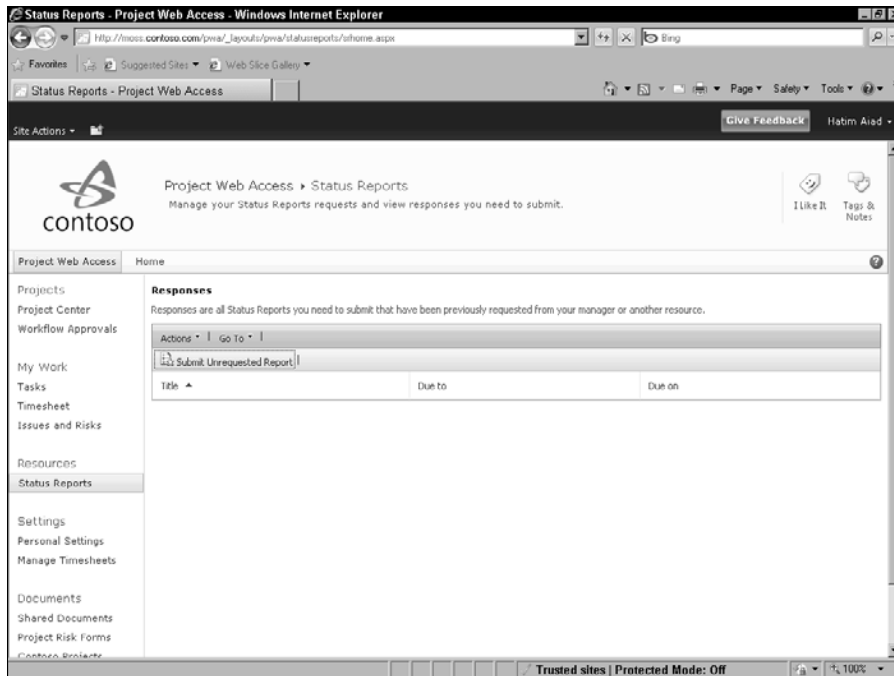 Status Reports - Project Web Access - Windows Internet Explorer
http://moss.contoso.com/pwa/_layouts/pwa/statusreports/srhome.aspx
Bing
Favorites Suggested Sites Web Slice Gallery
Status Reports - Project Web Access
Page Safety Tools
Site Actions
Give Feedback
Hatim Aiad
contoso
Project Web Access Status Reports
Manage your Status Reports requests and view responses you need to submit.
I Like It
Tags & Notes
Project Web Access Home
Projects
Project Center
Workflow Approvals
My Work
Tasks
Timesheet
Issues and Risks
Resources
Status Reports
Settings
Personal Settings
Manage Timesheets
Documents
Shared Documents
Project Risk Forms
Contoso Projects
Responses
Responses are all Status Reports you need to submit that have been previously requested from your manager or another resource.
Actions | Go To |
Submit Unrequested Report |
Title Due to Due on
Trusted sites | Protected Mode: Off
100%